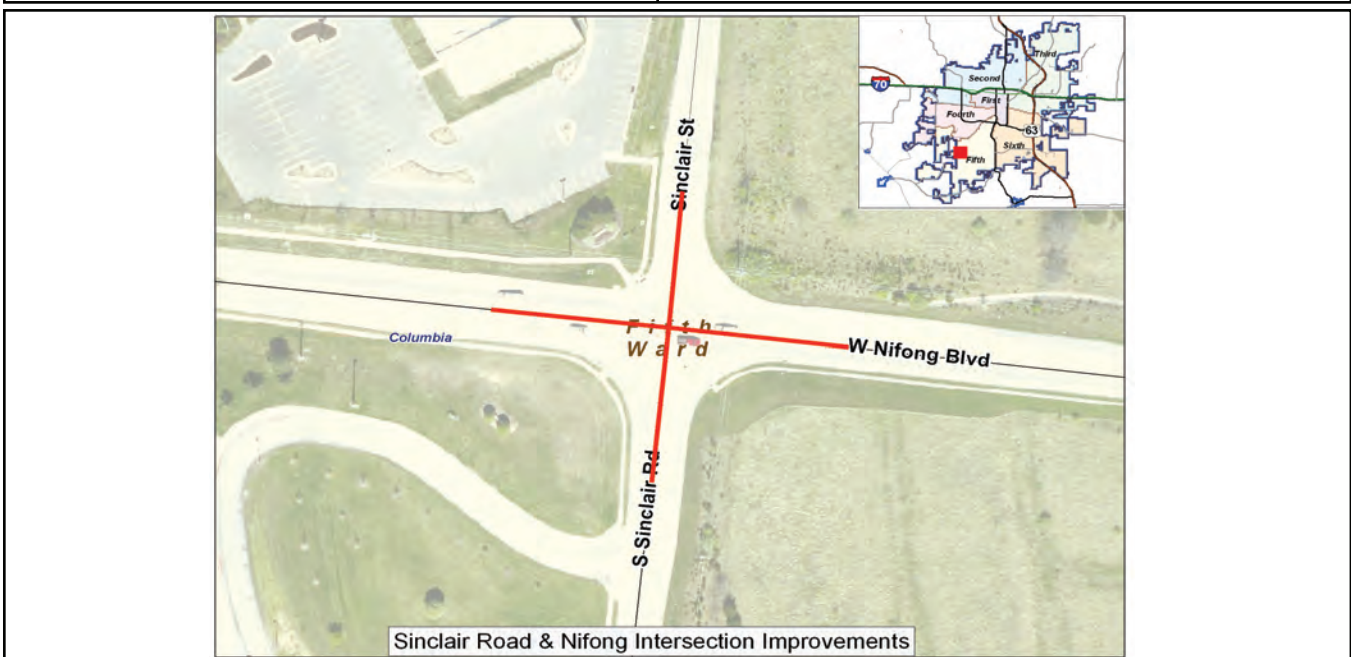 Third
Second
70
First
Fourth
63
Sixth
Fifth
Sinclair St
Columbia
Fifth
Ward
W Nifong Blvd
S Sinclair Rd
Sinclair Road & Nifong Intersection Improvements